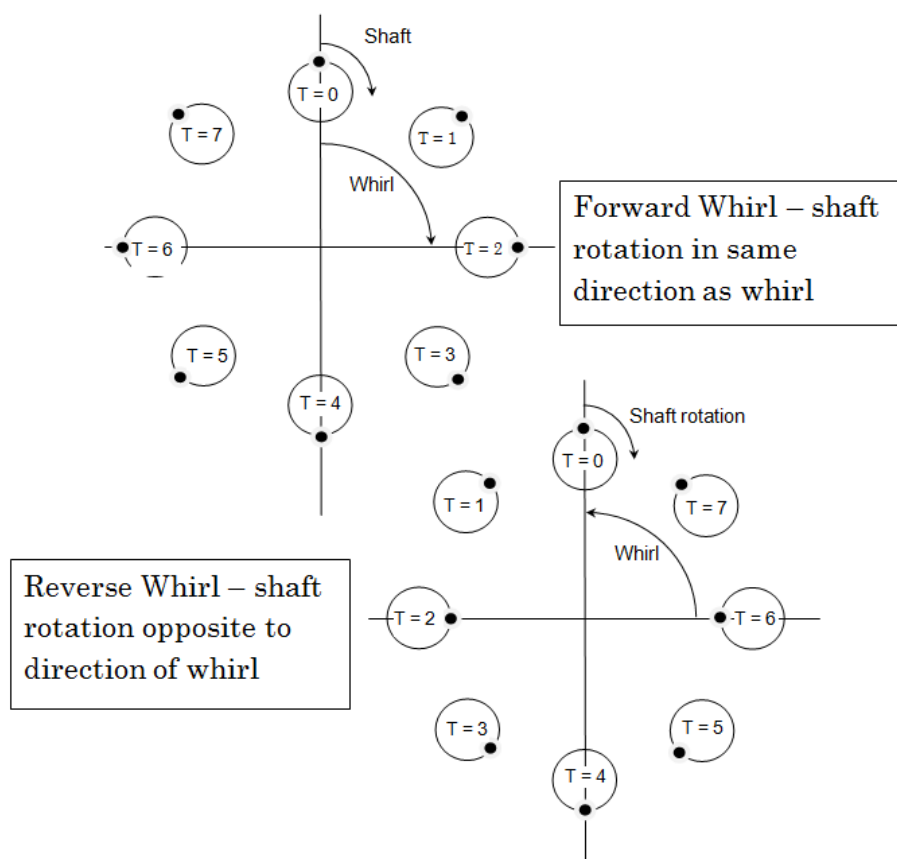 Shaft
T = 0
T = 7
T = 1
Whirl
T = 6
T = 2
Forward Whirl – shaft
rotation in same
direction as whirl
T = 5
T = 3
T = 4
Shaft rotation
T = 0
T = 1
T = 7
Whirl
Reverse Whirl – shaft
rotation opposite to
direction of whirl
T = 2
T = 6
T = 3
T = 5
T = 4